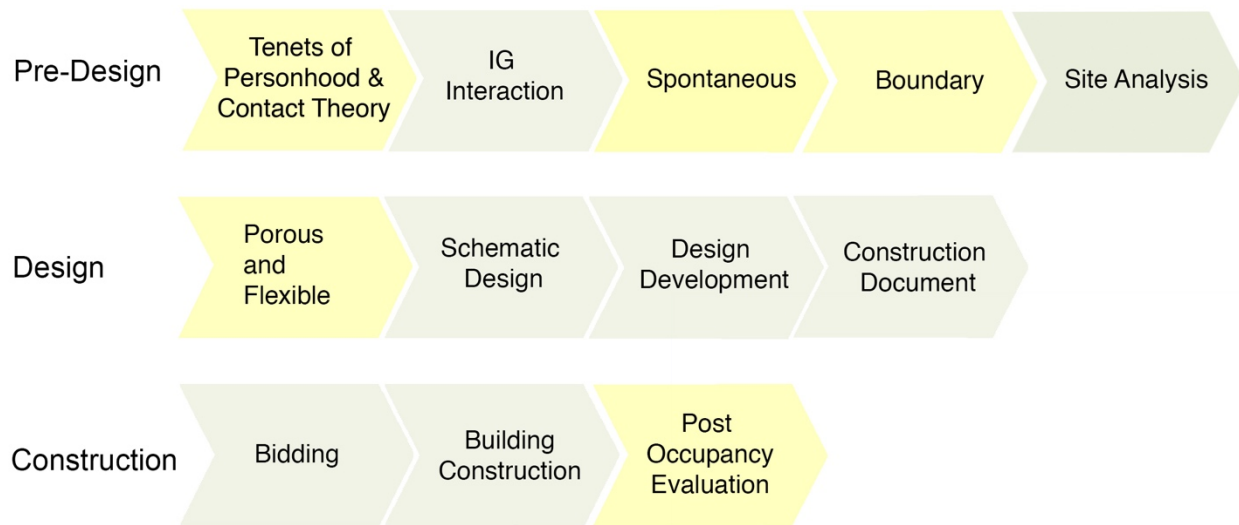 Pre-Design
Tenets of
Personhood &
Contact Theory
IG
Interaction
Spontaneous
Boundary
Site Analysis
Design
Porous
and
Flexible
Schematic
Design
Design
Development
Construction
Document
Construction
Bidding
Building
Construction
Post
Occupancy
Evaluation